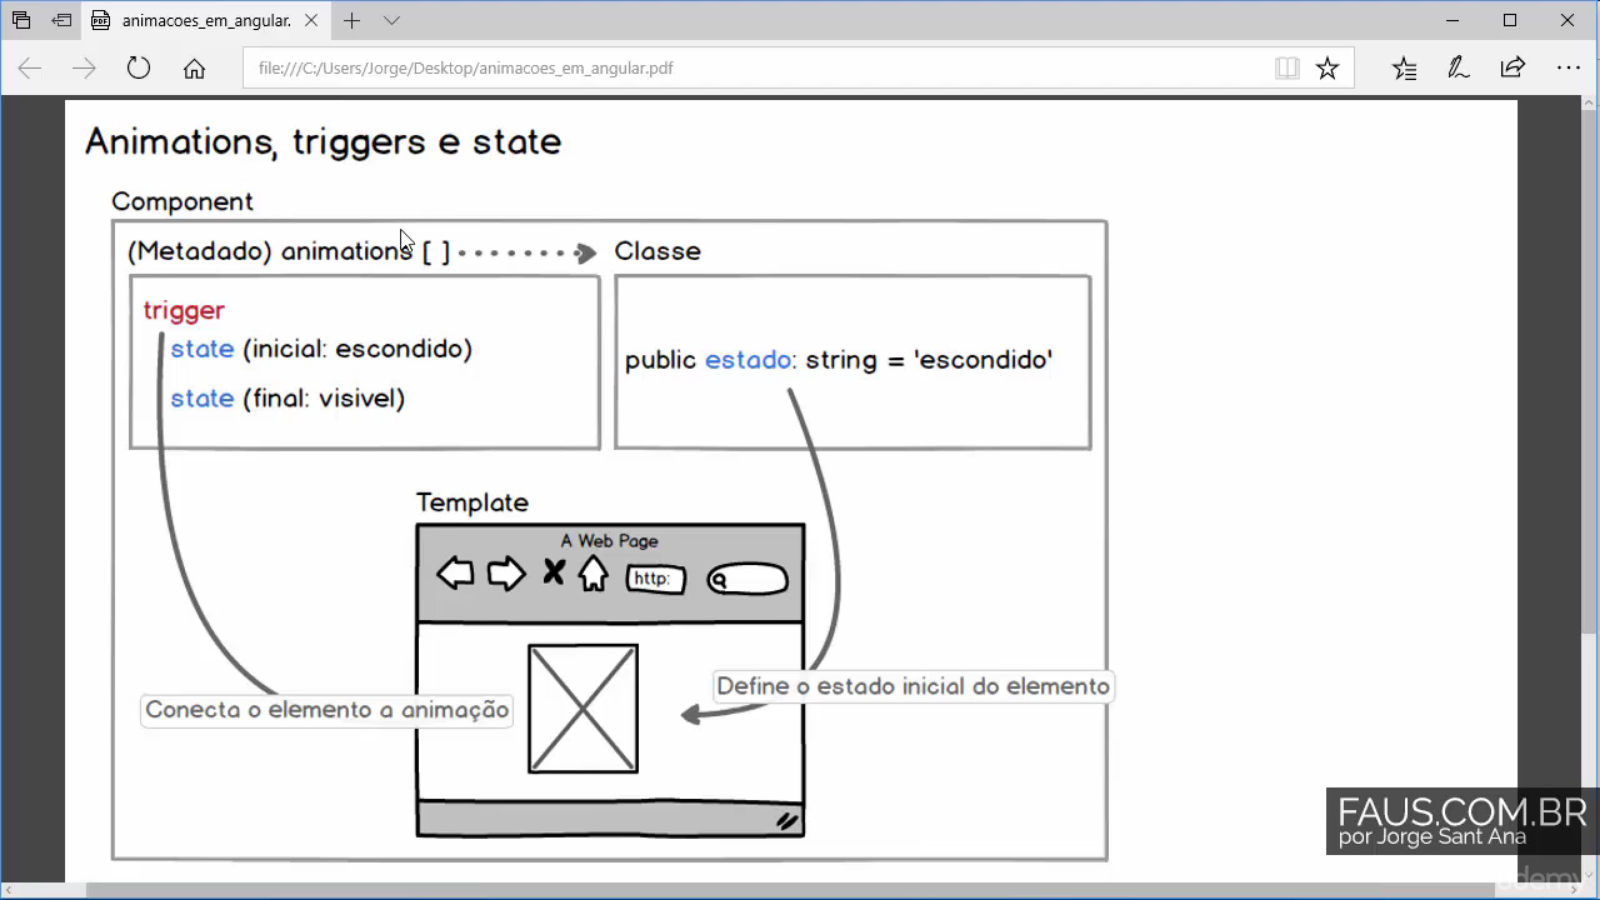 animacoes_em_angular.
file:///C:/Users/Jorge/Desktop/animacoes_em_angular.pdf
Animations, triggers e state
Component
(Metadado) animations [ ]
Classe
trigger
state (inicial: escondido)
state (final: visivel)
public estado: string = 'escondido'
Template
A Web Page
http:
Define o estado inicial do elemento
Conecta o elemento a animação
FAUS.COM.BR
por Jorge Sant Ana
udemy